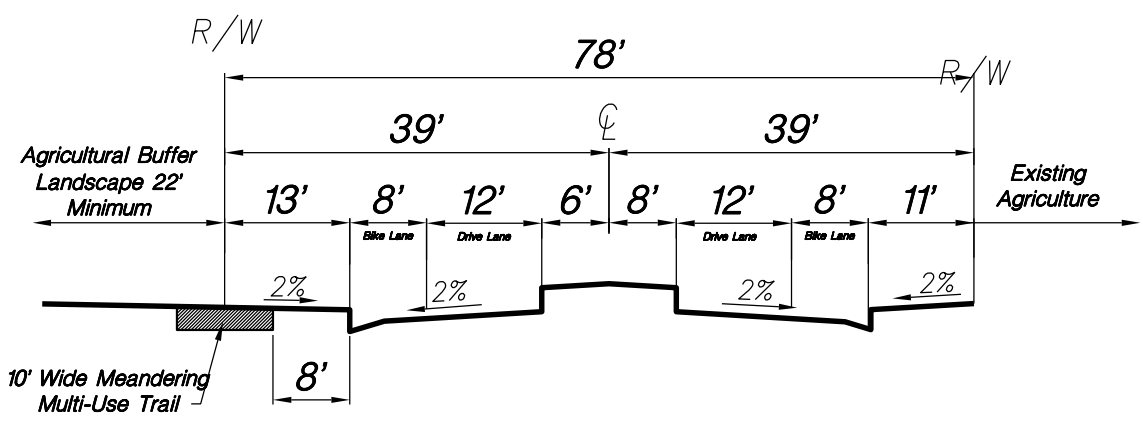 R/W
78'
R/W
39'
℄
39'
Agricultural Buffer
Landscape 22'
Minimum
13'
8'
12'
6'
8'
12'
8'
11'
Existing
Agriculture
Bike Lane
Drive Lane
Drive Lane
Bike Lane
2%
2%
2%
2%
10' Wide Meandering
Multi-Use Trail
8'